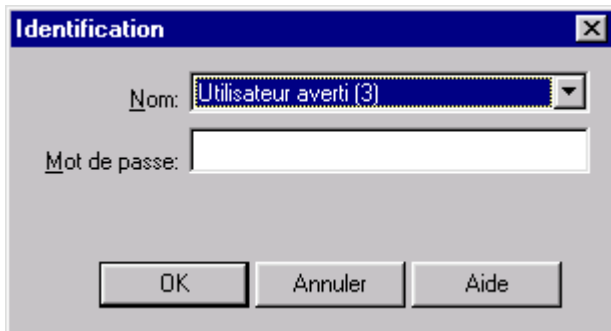 Identification
Nom: Utilisateur averti (3)
Mot de passe:
OK Annuler Aide